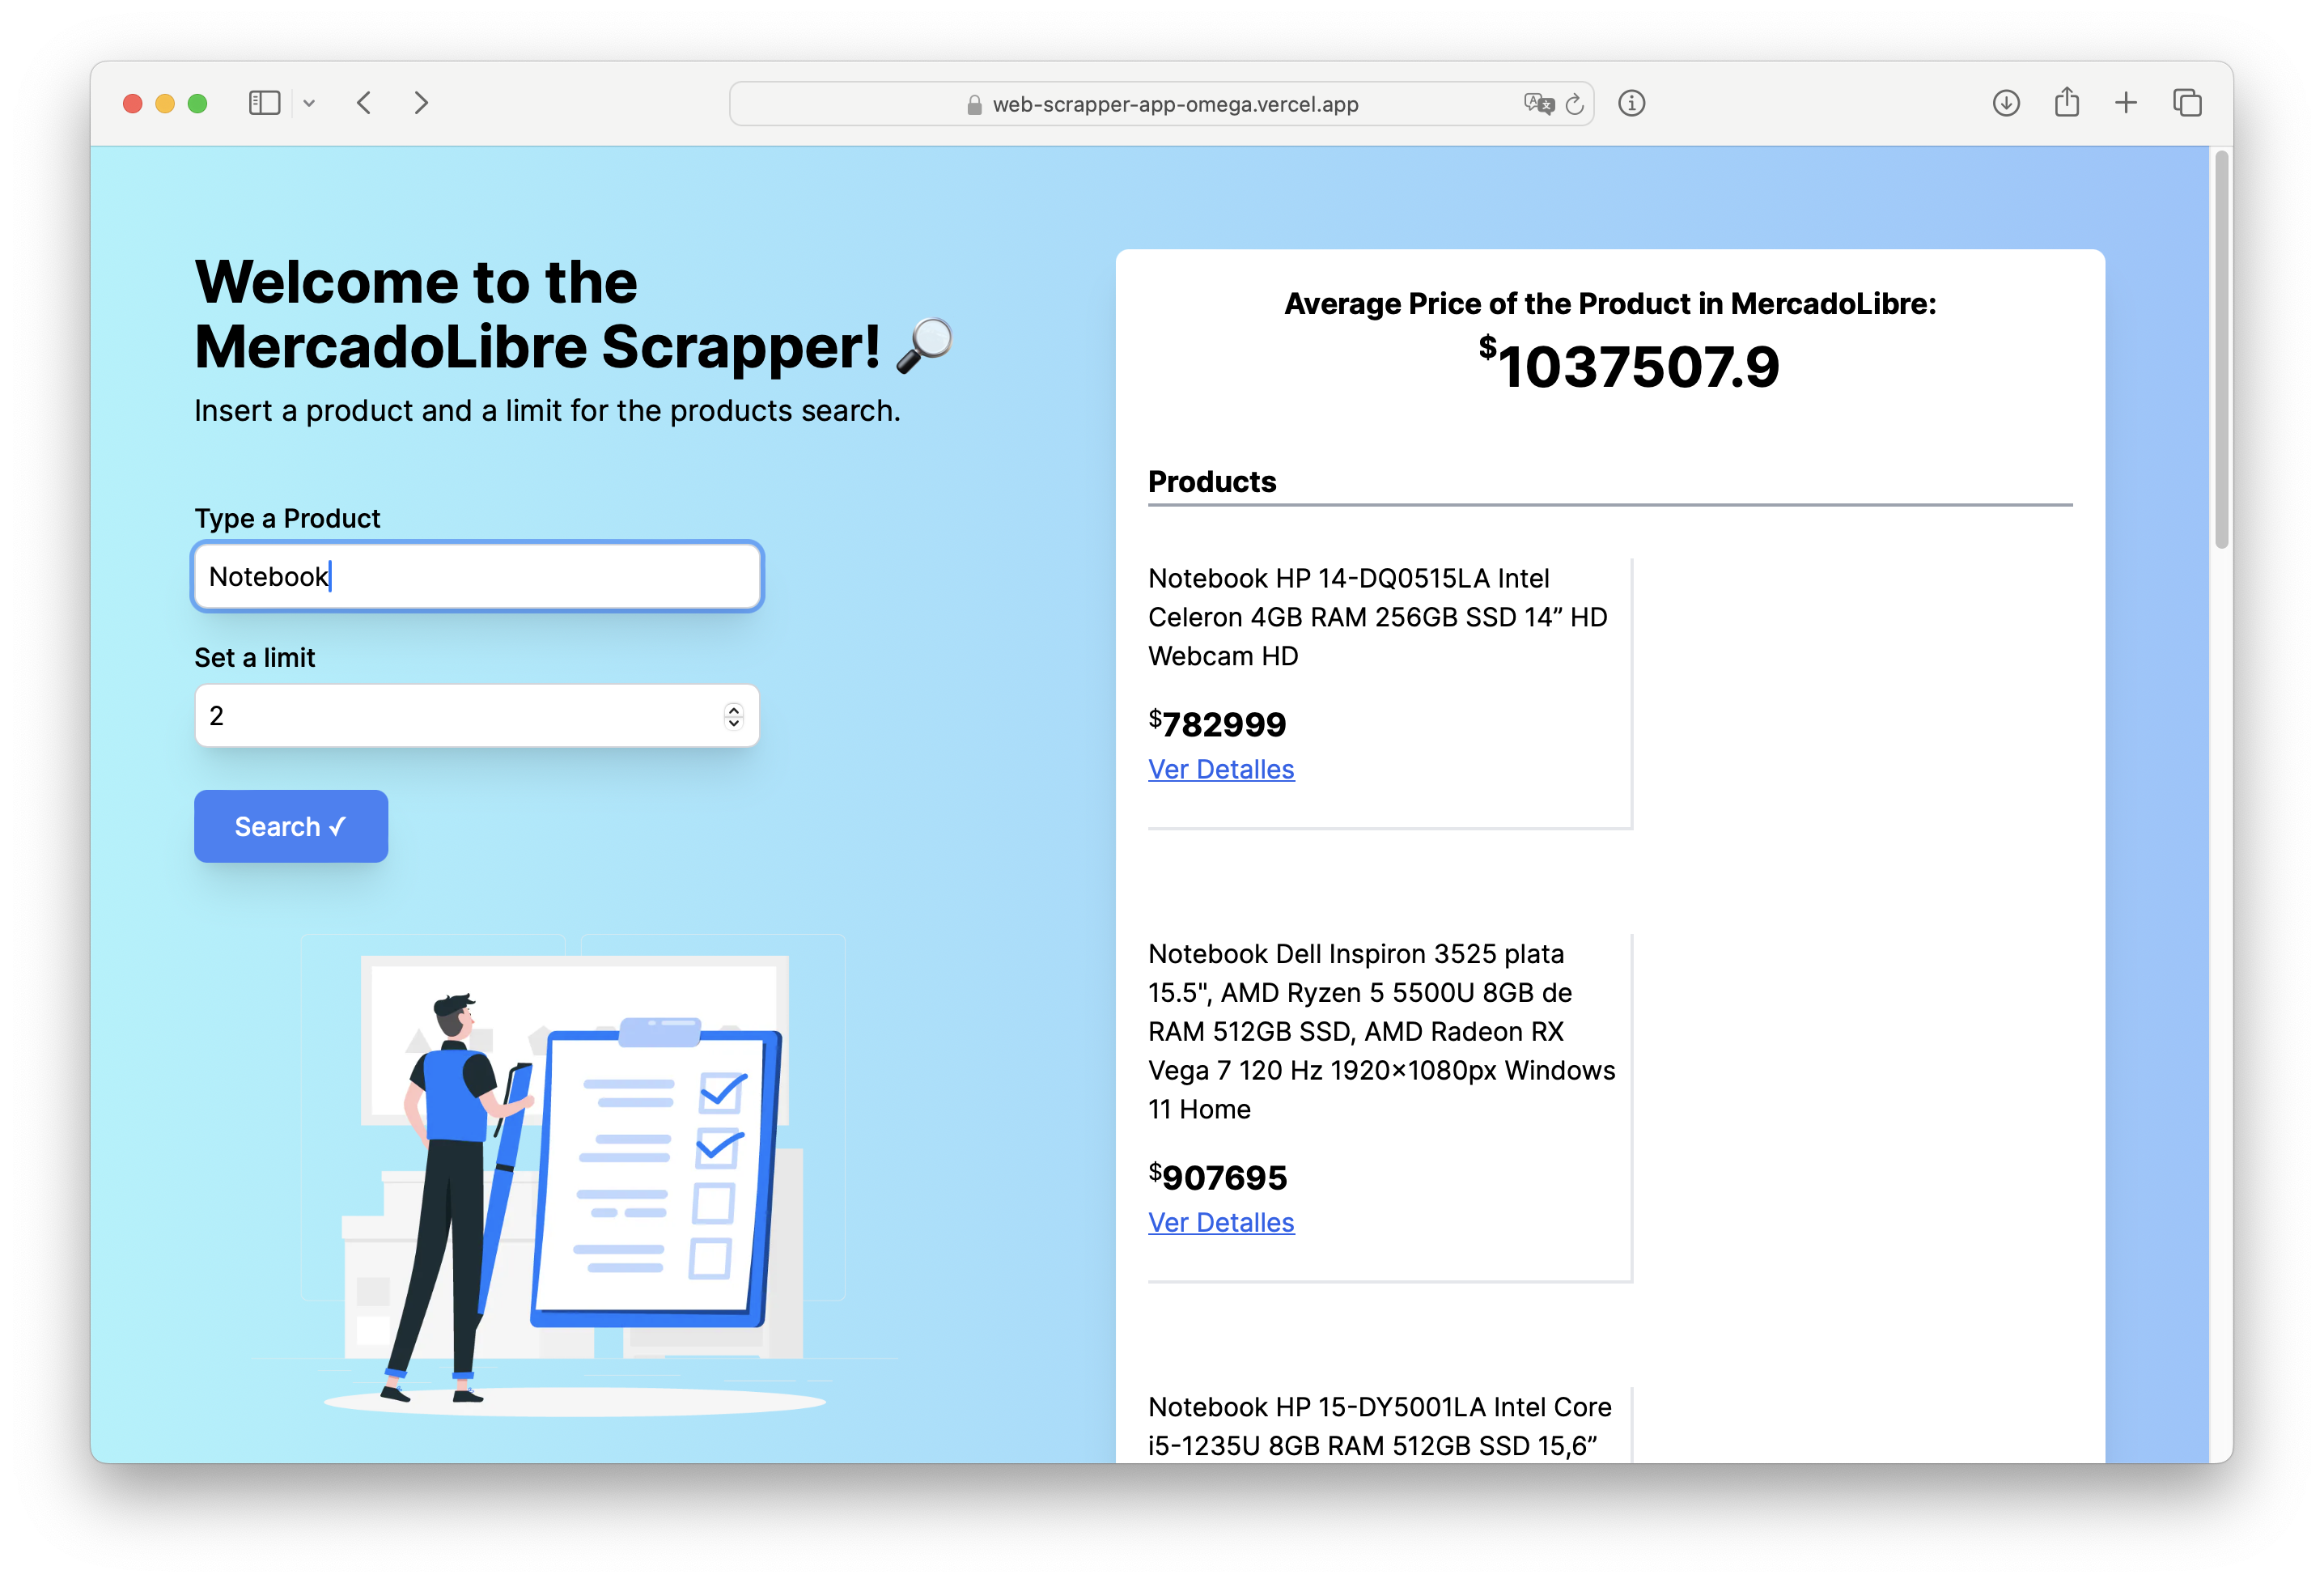 web-scrapper-app-omega.vercel.app
Welcome to the
MercadoLibre Scrapper! 🔎
Insert a product and a limit for the products search.
Type a Product
Notebook
Set a limit
2
Search ✓
Average Price of the Product in MercadoLibre:
$1037507.9
Products
Notebook HP 14-DQ0515LA Intel
Celeron 4GB RAM 256GB SSD 14” HD
Webcam HD
$782999
Ver Detalles
Notebook Dell Inspiron 3525 plata
15.5", AMD Ryzen 5 5500U 8GB de
RAM 512GB SSD, AMD Radeon RX
Vega 7 120 Hz 1920x1080px Windows
11 Home
$907695
Ver Detalles
Notebook HP 15-DY5001LA Intel Core
i5-1235U 8GB RAM 512GB SSD 15,6”